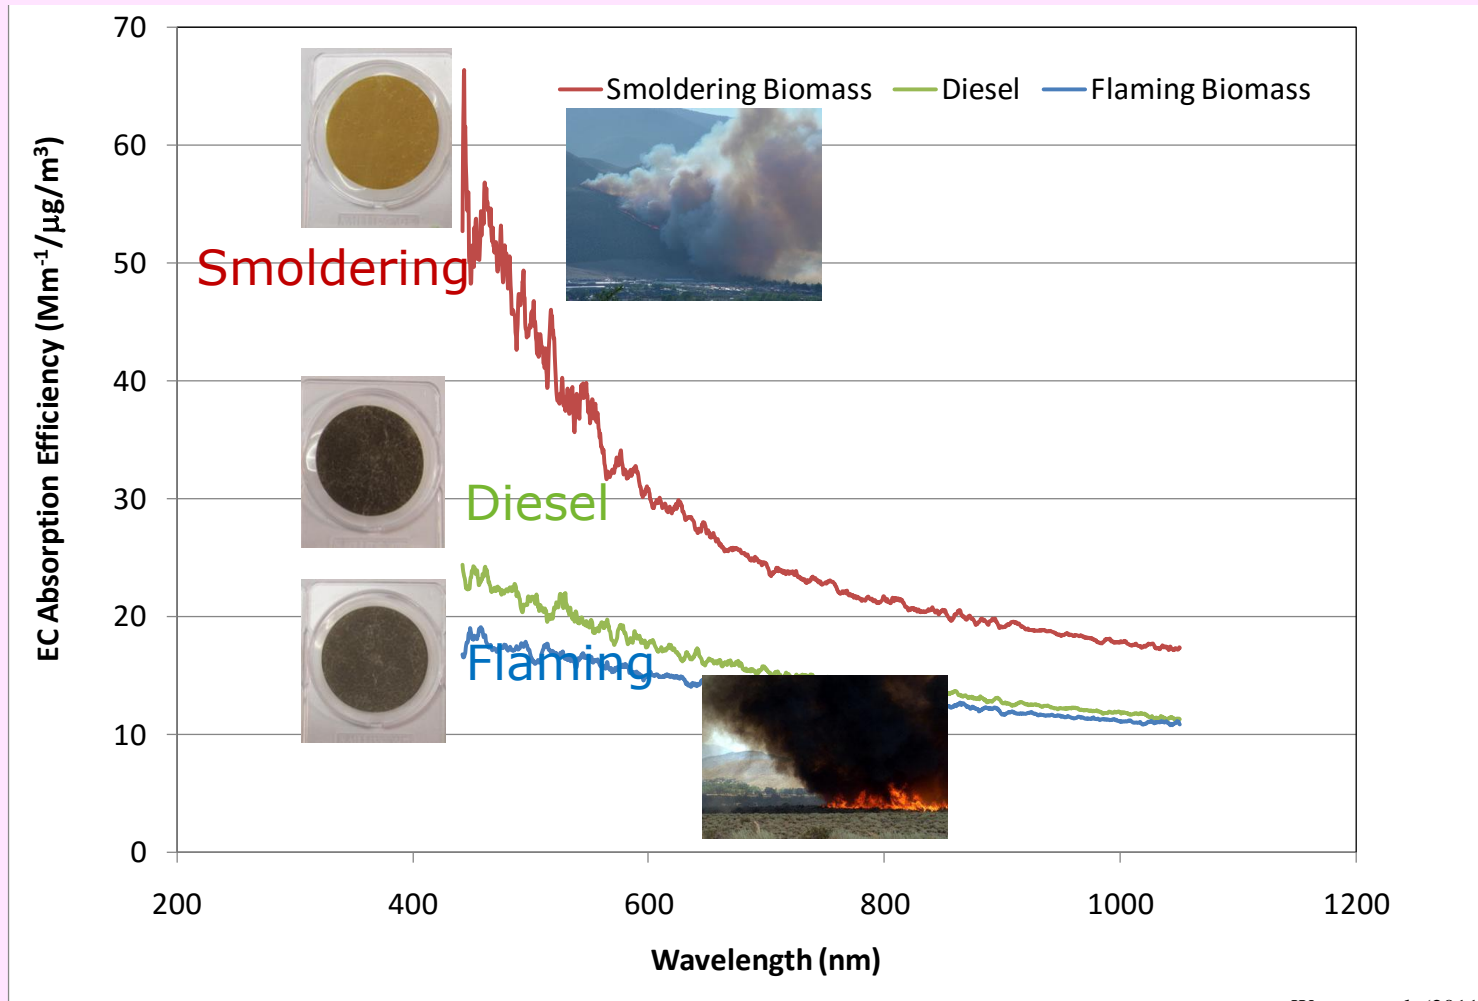 70
60
50
40
30
20
10
0
EC Absorption Efficiency (Mm⁻¹/µg/m³)
Smoldering Biomass Diesel Flaming Biomass
Smoldering
Diesel
Flaming
200 400 600 800 1000 1200
Wavelength (nm)